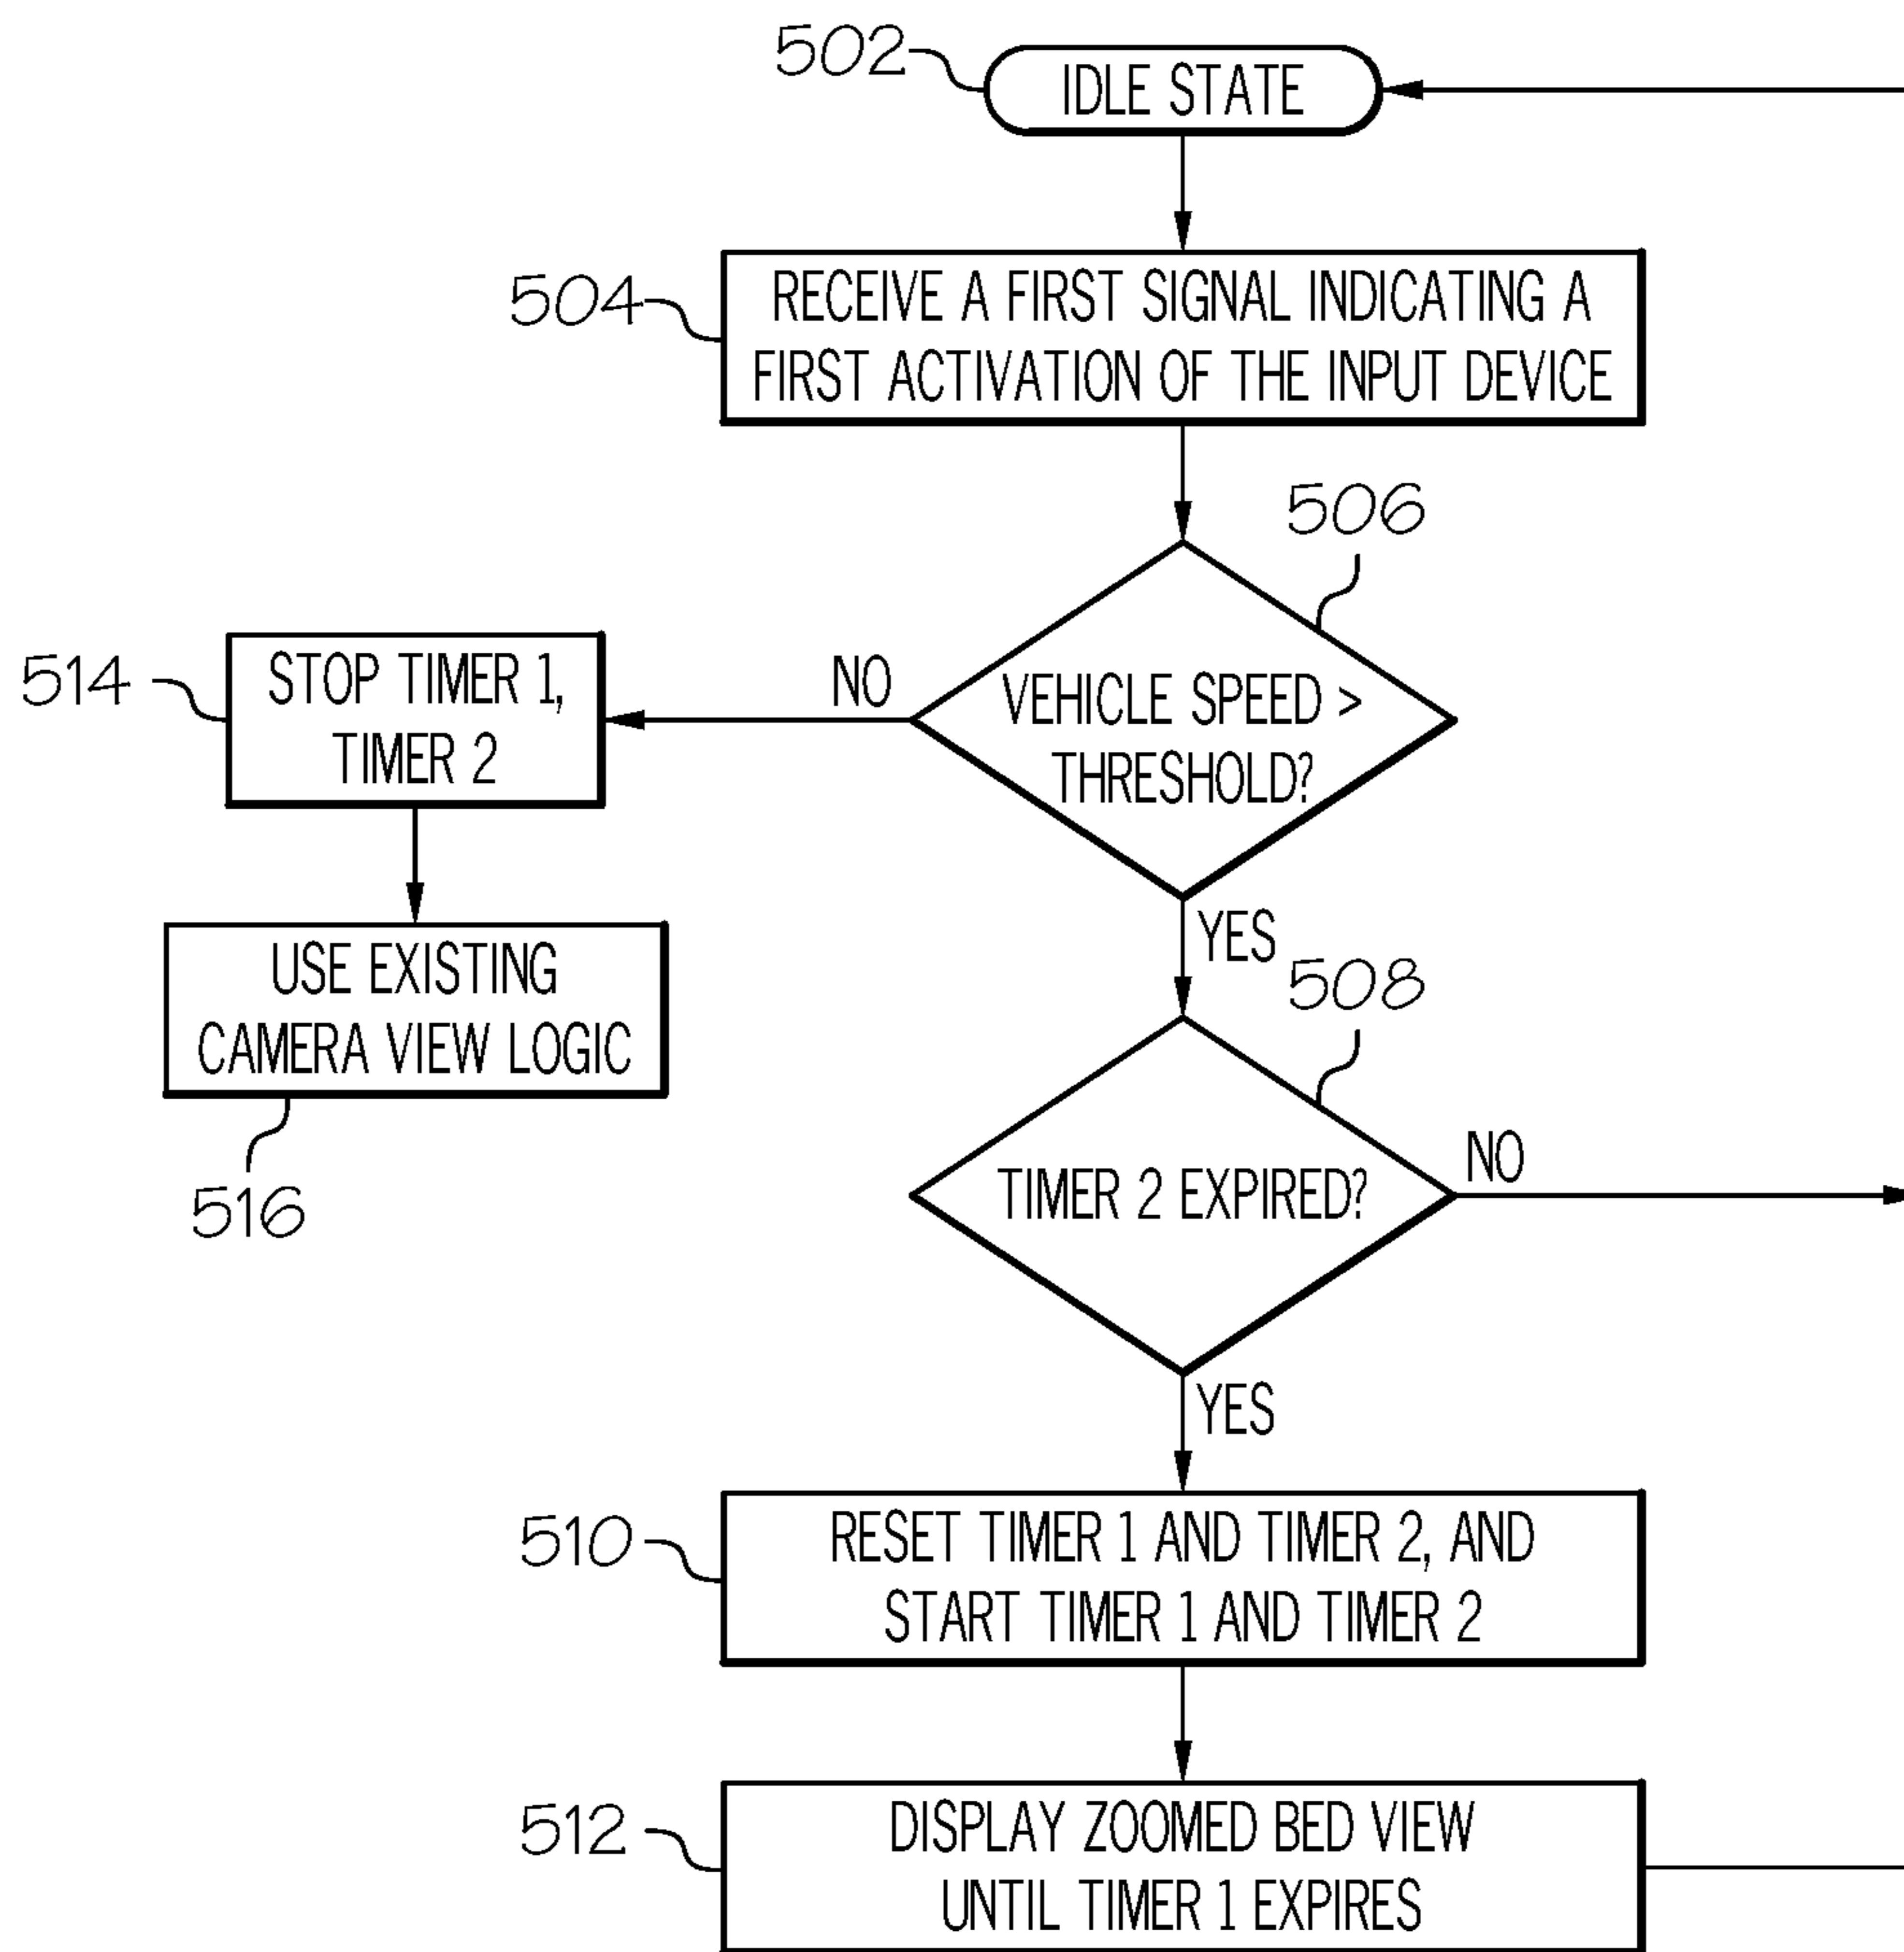 502
IDLE STATE
504
RECEIVE A FIRST SIGNAL INDICATING A
FIRST ACTIVATION OF THE INPUT DEVICE
506
VEHICLE SPEED >
THRESHOLD?
NO
514
STOP TIMER 1,
TIMER 2
USE EXISTING
CAMERA VIEW LOGIC
516
YES
508
TIMER 2 EXPIRED?
NO
YES
510
RESET TIMER 1 AND TIMER 2, AND
START TIMER 1 AND TIMER 2
512
DISPLAY ZOOMED BED VIEW
UNTIL TIMER 1 EXPIRES